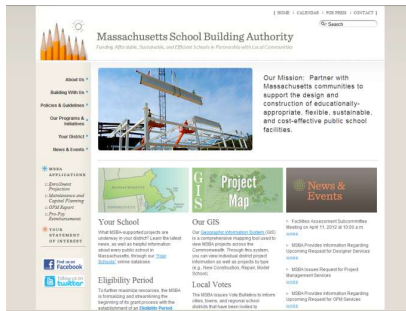 [ HOME • CALENDAR • FOR PRESS • CONTACT ]
Search
Massachusetts School Building Authority
Funding Affordable, Sustainable, and Efficient Schools in Partnership with Local Communities
About Us
Building With Us
Policies & Guidelines
Our Programs &
Initiatives
Your District
News & Events
Our Mission: Partner with
Massachusetts communities to
support the design and
construction of educationally-
appropriate, flexible, sustainable,
and cost-effective public school
facilities.
MSBA
APPLICATIONS
Enrollment
Projection
Maintenance and
Capital Planning
OPM Report
Pro-Pay
Reimbursement
YOUR
STATEMENT
OF INTEREST
Find us on
Facebook
Follow us on
twitter
GIS
Project
Map
News &
Events
Your School
What MSBA-supported projects are
underway in your district? Learn the latest
news, as well as helpful information
about every public school in
Massachusetts, through our "Your
Schools" online database.
Eligibility Period
To further maximize resources, the MSBA
is formalizing and streamlining the
beginning of its grant process with the
establishment of an Eligibility Period
Our GIS
Our Geographic Information System (GIS)
is a comprehensive mapping tool used to
view MSBA projects across the
Commonwealth. Through this system,
you can view individual district project
information as well as projects by type
(e.g., New Construction, Repair, Model
School)
Local Votes
The MSBA issues Vote Bulletins to inform
cities, towns, and regional school
districts that have been invited to
Facilities Assessment Subcommittee
Meeting on April 11, 2012 at 10:00 a.m.
MORE
MSBA Provides Information Regarding
Upcoming Request for Designer Services
MORE
MSBA Issues Request for Project
Management Services
MORE
MSBA Provides Information Regarding
Upcoming Request for OPM Services
MORE